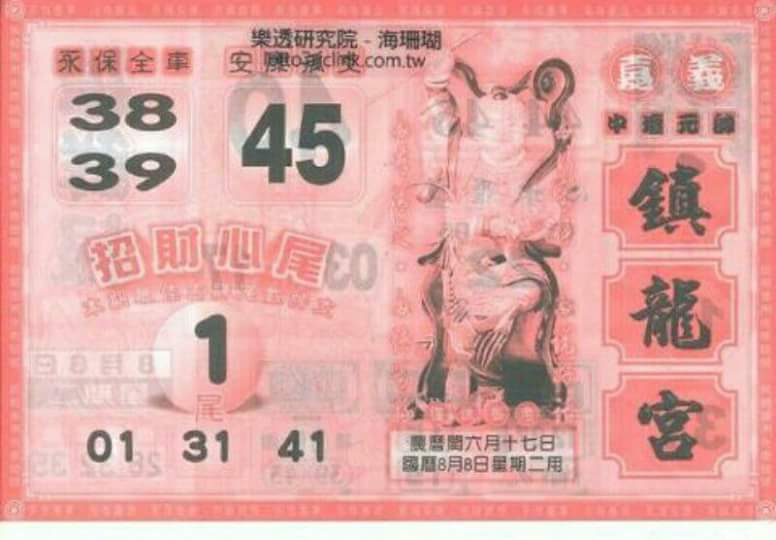 樂透研究院 - 海珊瑚
永保全車
38
39
45
招財心尾
1
尾
01 31 41
嘉義
中壇元帥
鎮
龍
宮
農曆閏六月十七日
國曆8月8日星期二用